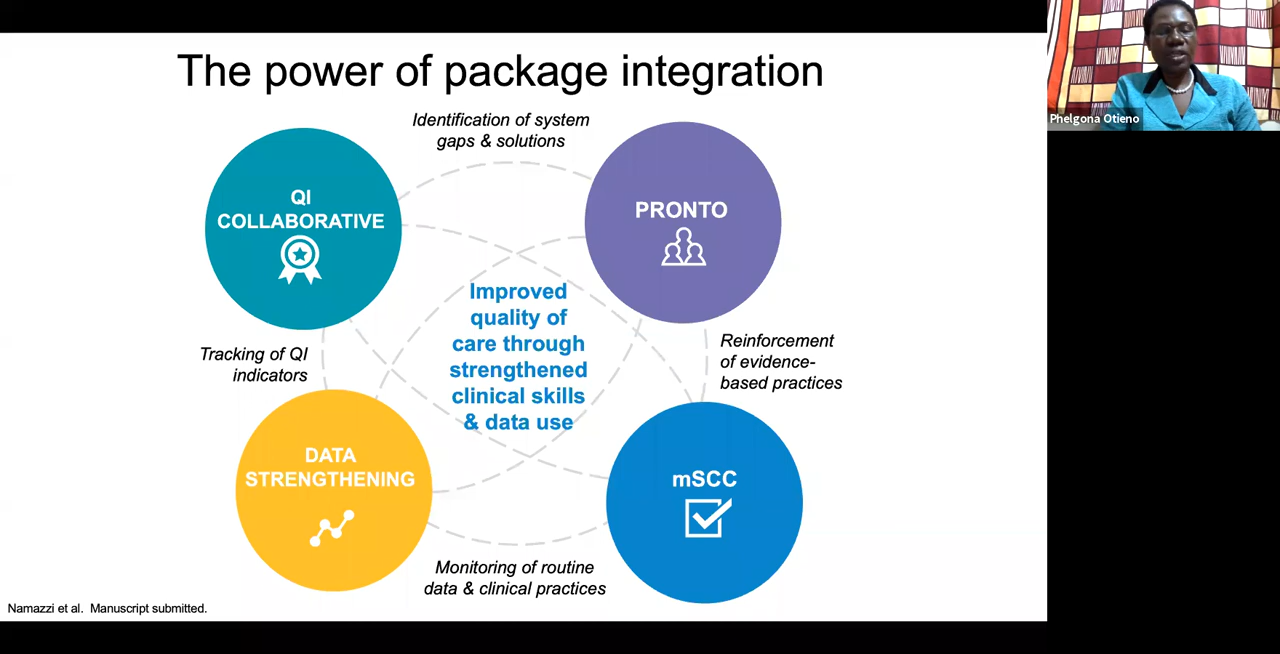 The power of package integration
Phelgona Otieno
Identification of system
gaps & solutions
QI
COLLABORATIVE
PRONTO
Improved
quality of
care through
strengthened
clinical skills
& data use
Tracking of QI
indicators
Reinforcement
of evidence-
based practices
DATA
STRENGTHENING
mSCC
Monitoring of routine
data & clinical practices
Namazzi et al.  Manuscript submitted.